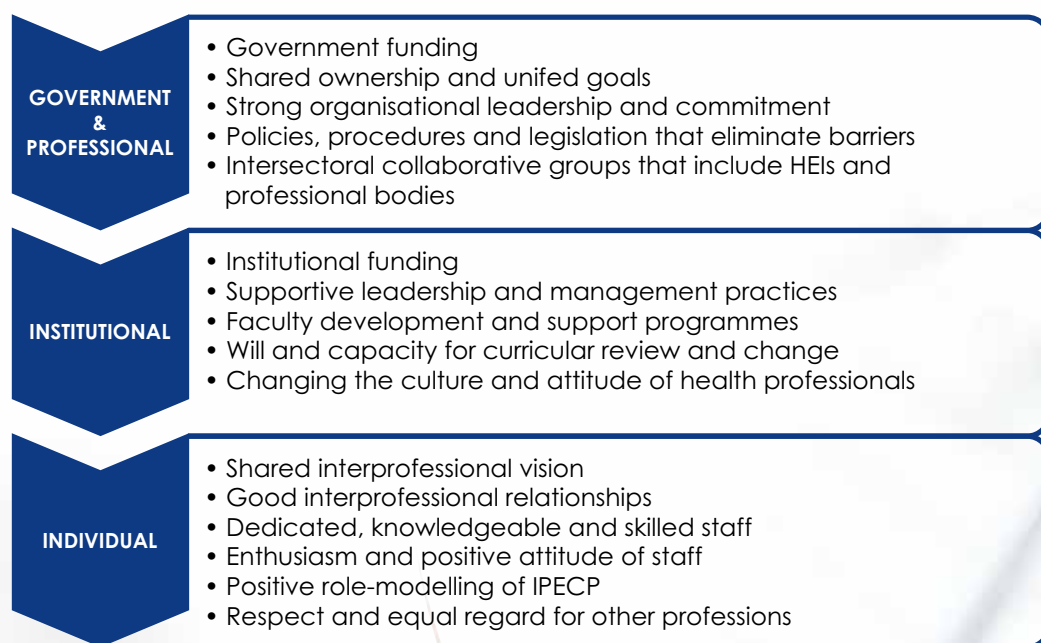 GOVERNMENT
&
PROFESSIONAL
• Government funding
• Shared ownership and unifed goals
• Strong organisational leadership and commitment
• Policies, procedures and legislation that eliminate barriers
• Intersectoral collaborative groups that include HEIs and
professional bodies
INSTITUTIONAL
• Institutional funding
• Supportive leadership and management practices
• Faculty development and support programmes
• Will and capacity for curricular review and change
• Changing the culture and attitude of health professionals
INDIVIDUAL
• Shared interprofessional vision
• Good interprofessional relationships
• Dedicated, knowledgeable and skilled staff
• Enthusiasm and positive attitude of staff
• Positive role-modelling of IPECP
• Respect and equal regard for other professions